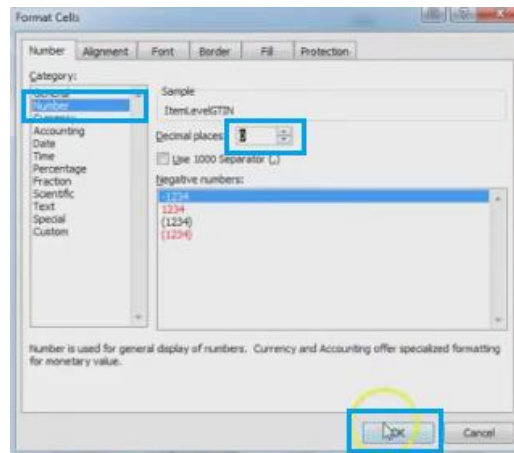 Format Cells
Number Alignment Font Border Fill Protection
Category:
General
Number
Currency
Accounting
Date
Time
Percentage
Fraction
Scientific
Text
Special
Custom
Sample
ItemLevelGTIN
Decimal places:
Use 1000 Separator (,)
Negative numbers:
-1234
1234
(1234)
(1234)
Number is used for general display of numbers. Currency and Accounting offer specialized formatting
for monetary value.
OK Cancel